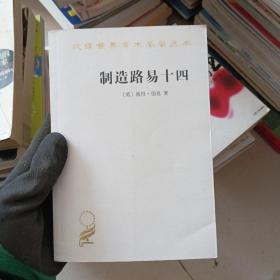 汉译世界学术名著丛书
制造路易十四
〔英〕彼得·伯克 著